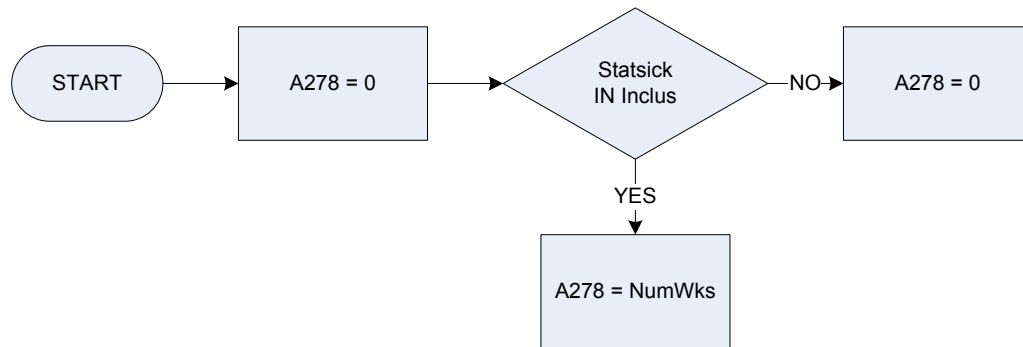 START
A278 = 0
Statsick
IN Inclus
NO
A278 = 0
YES
A278 = NumWks